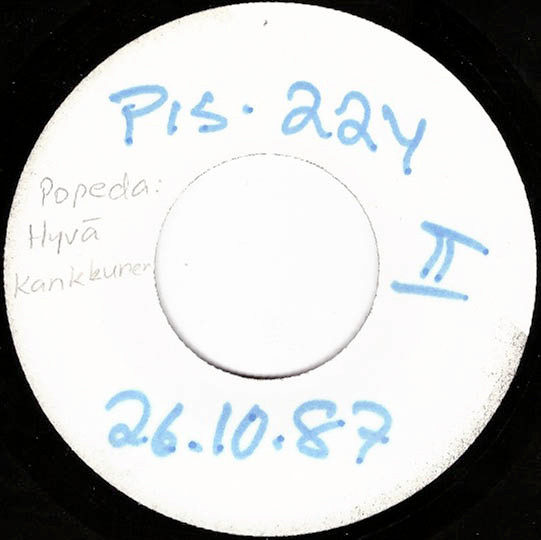 PIS. 224
Popeda:
Hyvä
Kankkunen
II
26.10.87